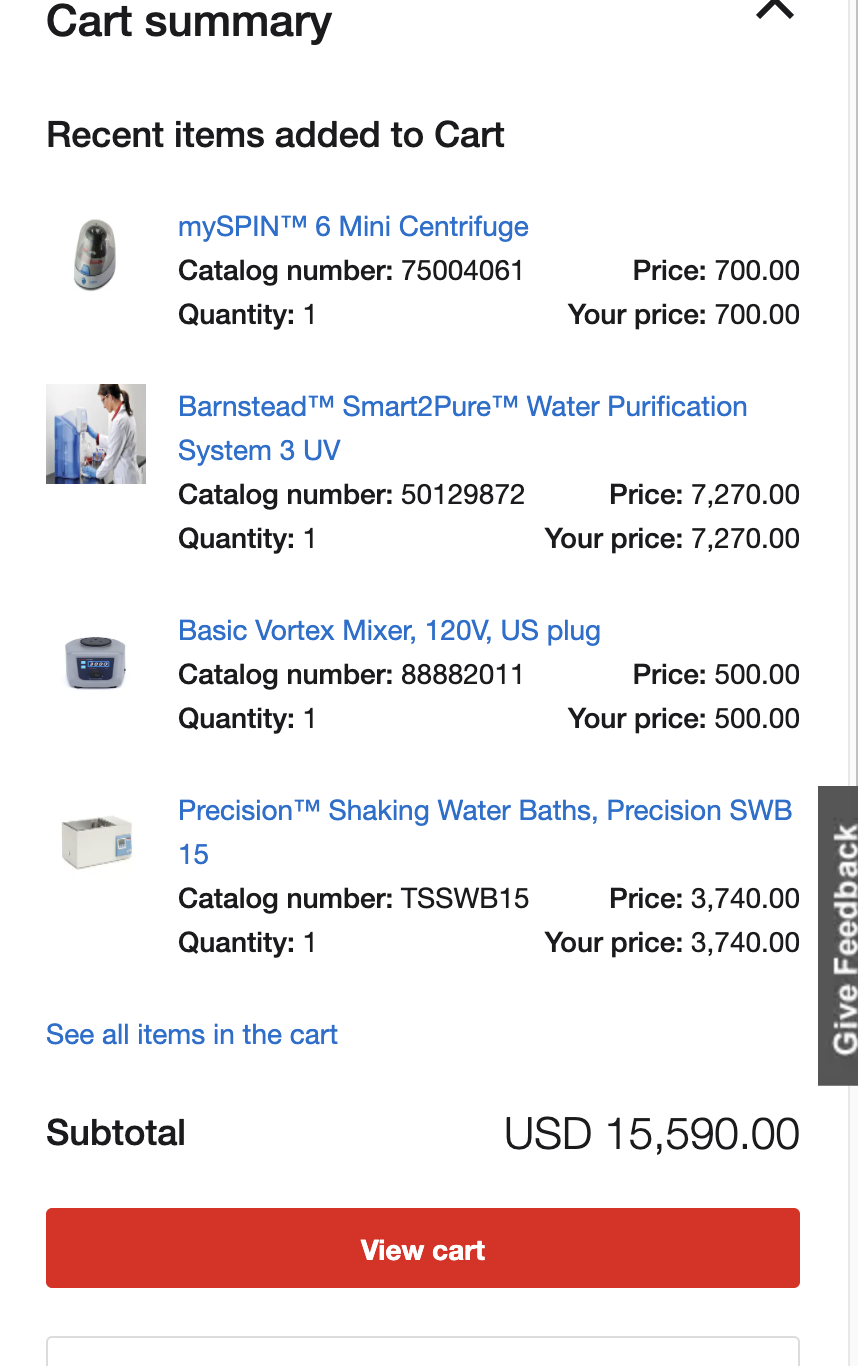 Cart summary
Recent items added to Cart
mySPIN™ 6 Mini Centrifuge
Catalog number: 75004061 Price: 700.00
Quantity: 1 Your price: 700.00
Barnstead™ Smart2Pure™ Water Purification
System 3 UV
Catalog number: 50129872 Price: 7,270.00
Quantity: 1 Your price: 7,270.00
Basic Vortex Mixer, 120V, US plug
Catalog number: 88882011 Price: 500.00
Quantity: 1 Your price: 500.00
Precision™ Shaking Water Baths, Precision SWB
15
Catalog number: TSSWB15 Price: 3,740.00
Quantity: 1 Your price: 3,740.00
See all items in the cart
Subtotal USD 15,590.00
View cart
Give Feedback